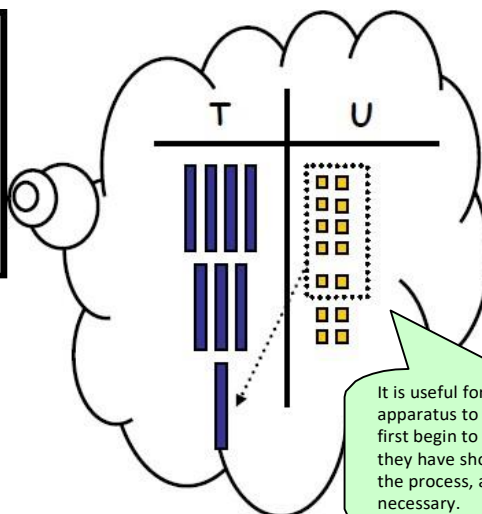 T U
It is useful for
apparatus to
first begin to
they have sho
the process, a
necessary.